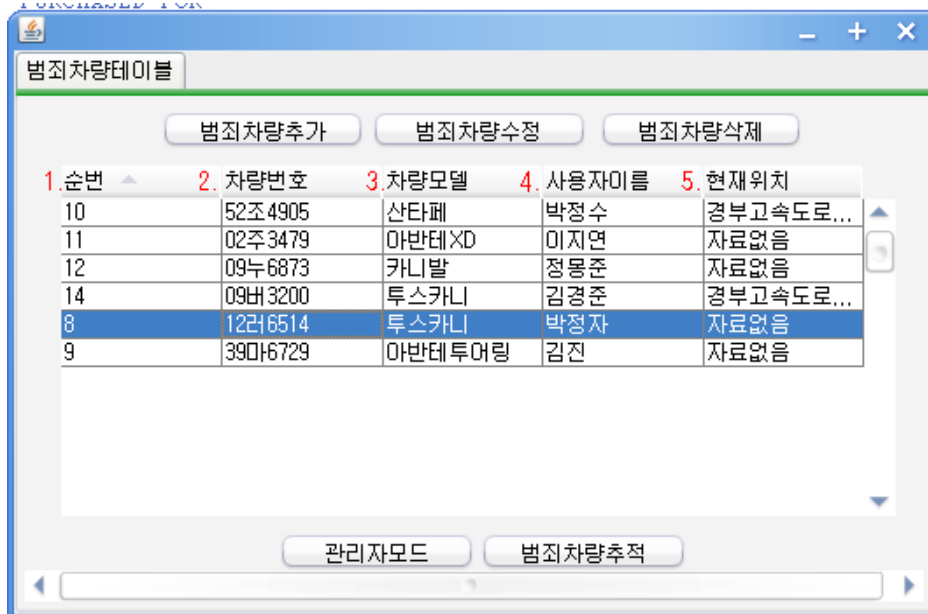 PURCHASED FOR
범죄차량테이블
범죄차량추가 범죄차량수정 범죄차량삭제
1.순번 2. 차량번호 3.차량모델 4. 사용자이름 5. 현재위치
10 52조4905 산타페 박정수 경부고속도로...
11 02주3479 아반테XD 이지연 자료없음
12 09누6873 카니발 정몽준 자료없음
14 09버3200 투스카니 김경준 경부고속도로...
8 12러6514 투스카니 박정자 자료없음
9 39마6729 아반테투어링 김진 자료없음
관리자모드 범죄차량추적